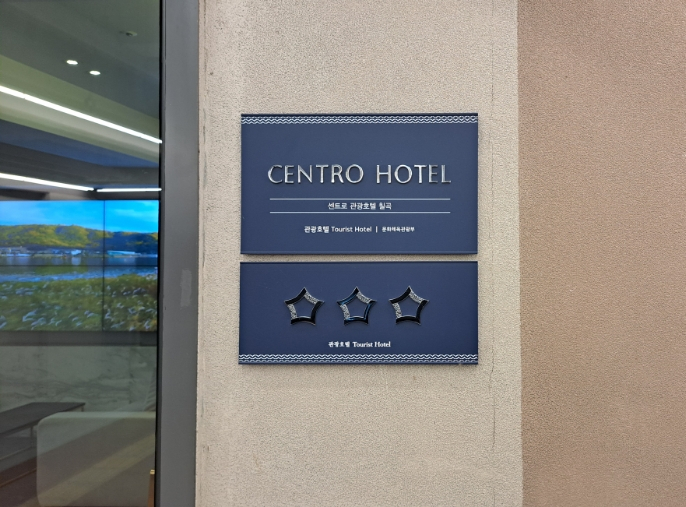 CENTRO HOTEL
센트로 관광호텔 칠곡
관광호텔 Tourist Hotel | 문화체육관광부
관광호텔 Tourist Hotel